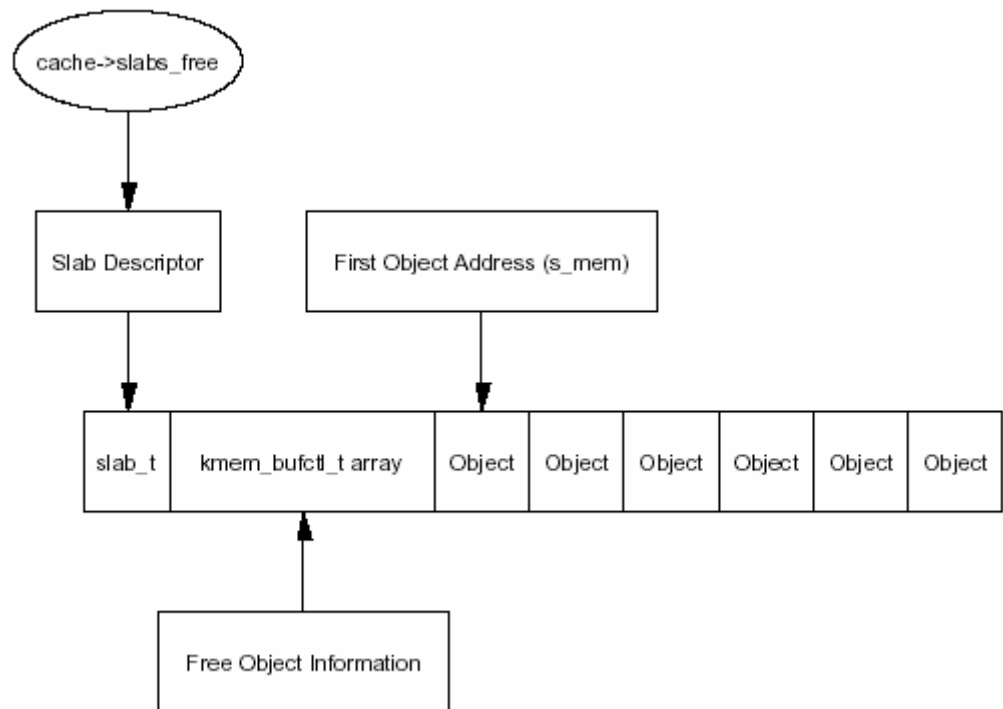 cache->slabs_free
Slab Descriptor
First Object Address (s_mem)
slab_t
kmem_bufctl_t array
Object
Object
Object
Object
Object
Object
Free Object Information